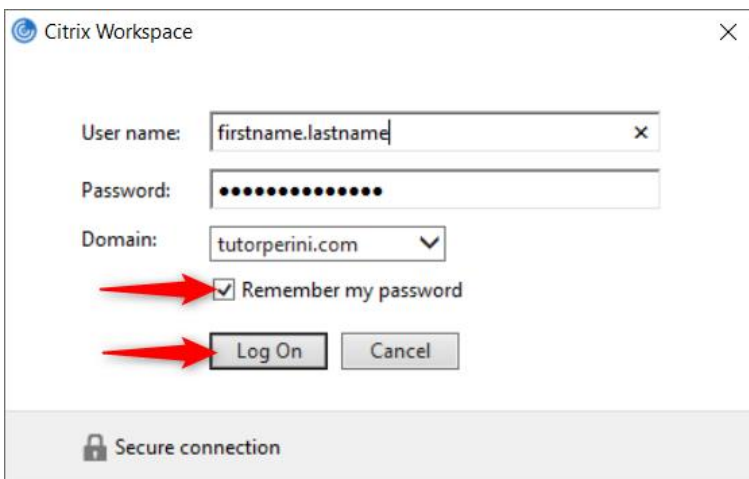 Citrix Workspace
User name: firstname.lastname
Password: ••••••••••••••
Domain: tutorperini.com
Remember my password
Log On Cancel
Secure connection